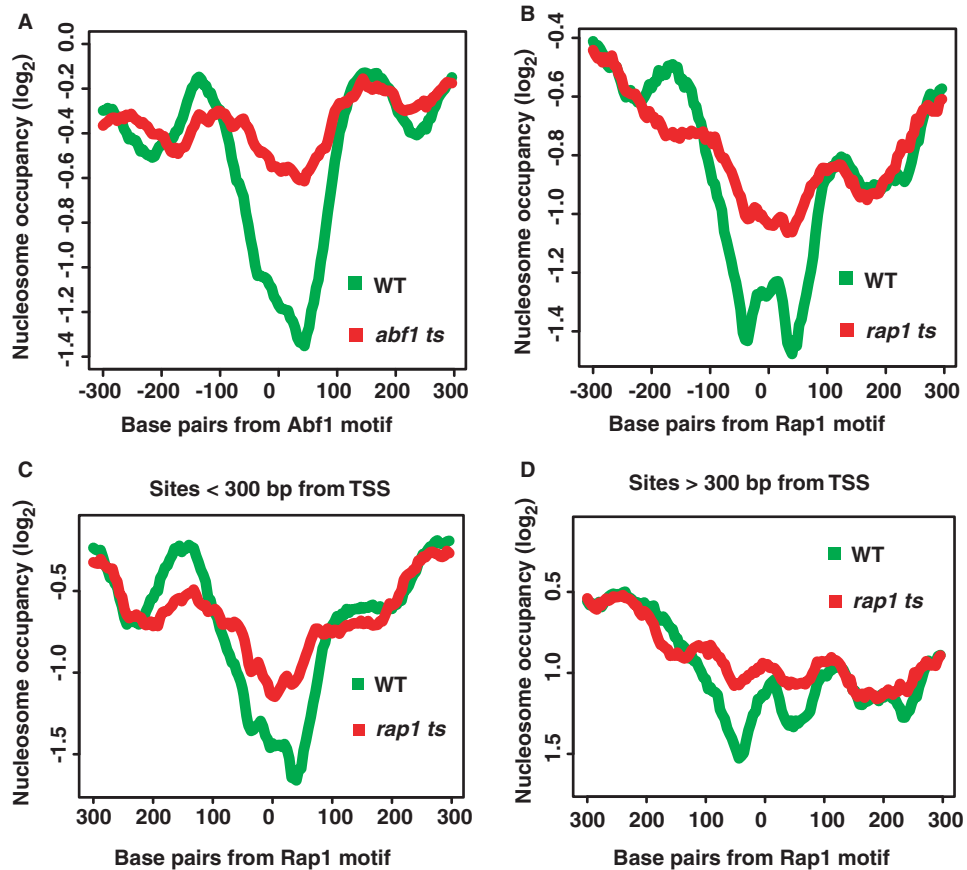 A
Nucleosome occupancy (log2)
0.0
-0.2
-0.4
-0.6
-0.8
-1.0
-1.2
-1.4
WT
abf1 ts
-300 -200 -100 0 100 200 300
Base pairs from Abf1 motif
B
Nucleosome occupancy (log2)
-0.4
-0.6
-0.8
-1.0
-1.2
-1.4
WT
rap1 ts
-300 -200 -100 0 100 200 300
Base pairs from Rap1 motif
C
Sites < 300 bp from TSS
Nucleosome occupancy (log2)
-0.5
-1.0
-1.5
WT
rap1 ts
300 200 100 0 100 200 300
Base pairs from Rap1 motif
D
Sites > 300 bp from TSS
Nucleosome occupancy (log2)
0.5
1.0
1.5
WT
rap1 ts
300 200 100 0 100 200 300
Base pairs from Rap1 motif